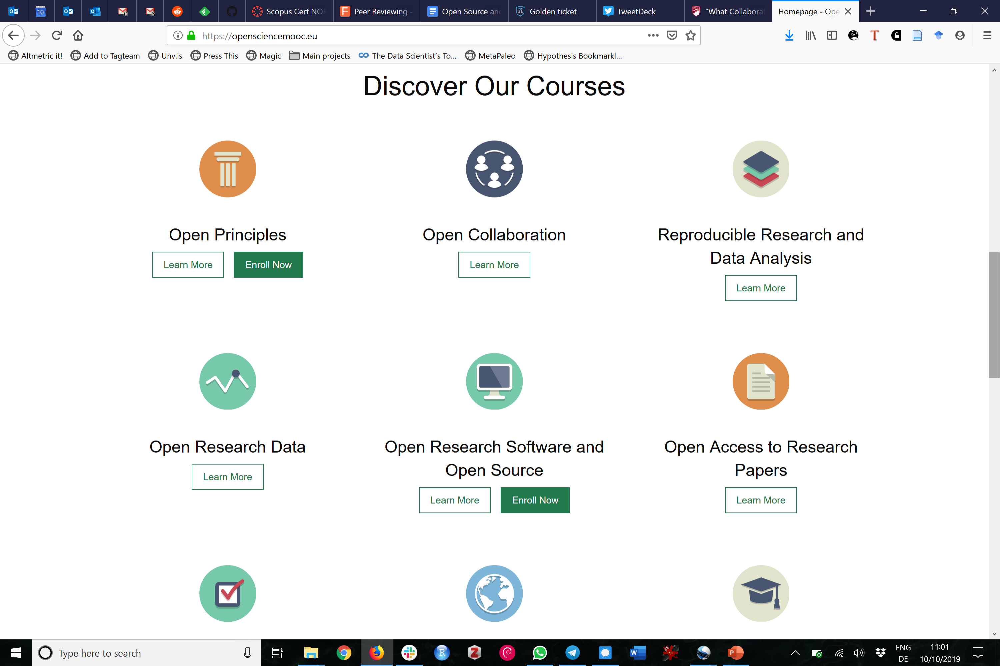 Scopus Cert NOR
Peer Reviewing -
Open Source and
Golden ticket
TweetDeck
"What Collaborat
Homepage - Ope
https://opensciencemooc.eu
Altmetric it!
Add to Tagteam
Unv.is
Press This
Magic
Main projects
The Data Scientist's To...
MetaPaleo
Hypothesis Bookmarkl...
Discover Our Courses
Open Principles
Learn More
Enroll Now
Open Collaboration
Learn More
Reproducible Research and
Data Analysis
Learn More
Open Research Data
Learn More
Open Research Software and
Open Source
Learn More
Enroll Now
Open Access to Research
Papers
Learn More
Type here to search
ENG
DE
11:01
10/10/2019